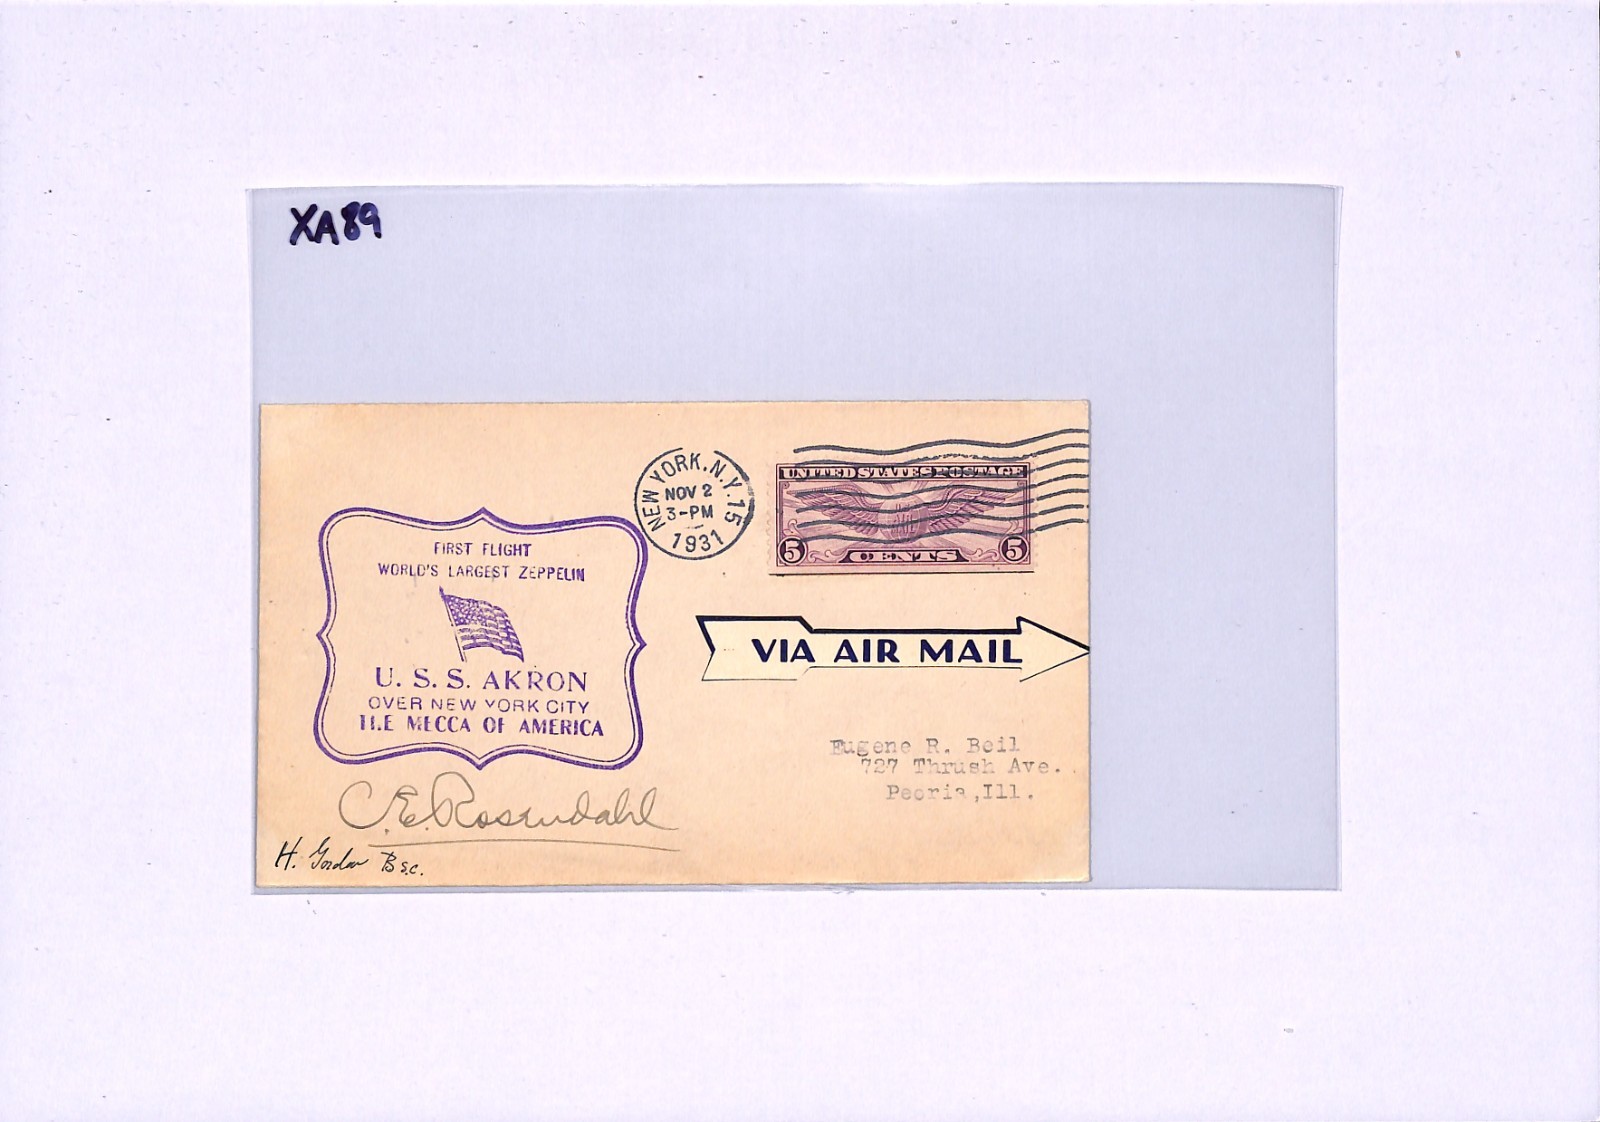 XA89
NEW YORK, N.Y. 15
NOV 2
3-PM
1931
UNITED STATES POSTAGE
5 CENTS 5
FIRST FLIGHT
WORLD'S LARGEST ZEPPELIN
U. S. S. AKRON
OVER NEW YORK CITY
THE MECCA OF AMERICA
VIA AIR MAIL
Eugene R. Beil
727 Thrush Ave.
Peoria, Ill.
C. E. Rosendahl
H. Gordon B sc.